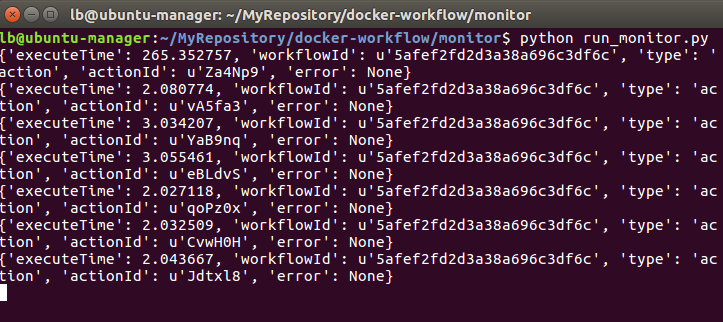 lb@ubuntu-manager: ~/MyRepository/docker-workflow/monitor
lb@ubuntu-manager:~/MyRepository/docker-workflow/monitor$ python run_monitor.py
{'executeTime': 265.352757, 'workflowId': u'5afef2fd2d3a38a696c3df6c', 'type': '
action', 'actionId': u'Za4Np9', 'error': None}
{'executeTime': 2.080774, 'workflowId': u'5afef2fd2d3a38a696c3df6c', 'type': 'ac
tion', 'actionId': u'vA5fa3', 'error': None}
{'executeTime': 3.034207, 'workflowId': u'5afef2fd2d3a38a696c3df6c', 'type': 'ac
tion', 'actionId': u'YaB9nq', 'error': None}
{'executeTime': 3.055461, 'workflowId': u'5afef2fd2d3a38a696c3df6c', 'type': 'ac
tion', 'actionId': u'eBLdvS', 'error': None}
{'executeTime': 2.027118, 'workflowId': u'5afef2fd2d3a38a696c3df6c', 'type': 'ac
tion', 'actionId': u'qoPz0x', 'error': None}
{'executeTime': 2.032509, 'workflowId': u'5afef2fd2d3a38a696c3df6c', 'type': 'ac
tion', 'actionId': u'CvwH0H', 'error': None}
{'executeTime': 2.043667, 'workflowId': u'5afef2fd2d3a38a696c3df6c', 'type': 'ac
tion', 'actionId': u'Jdtxl8', 'error': None}